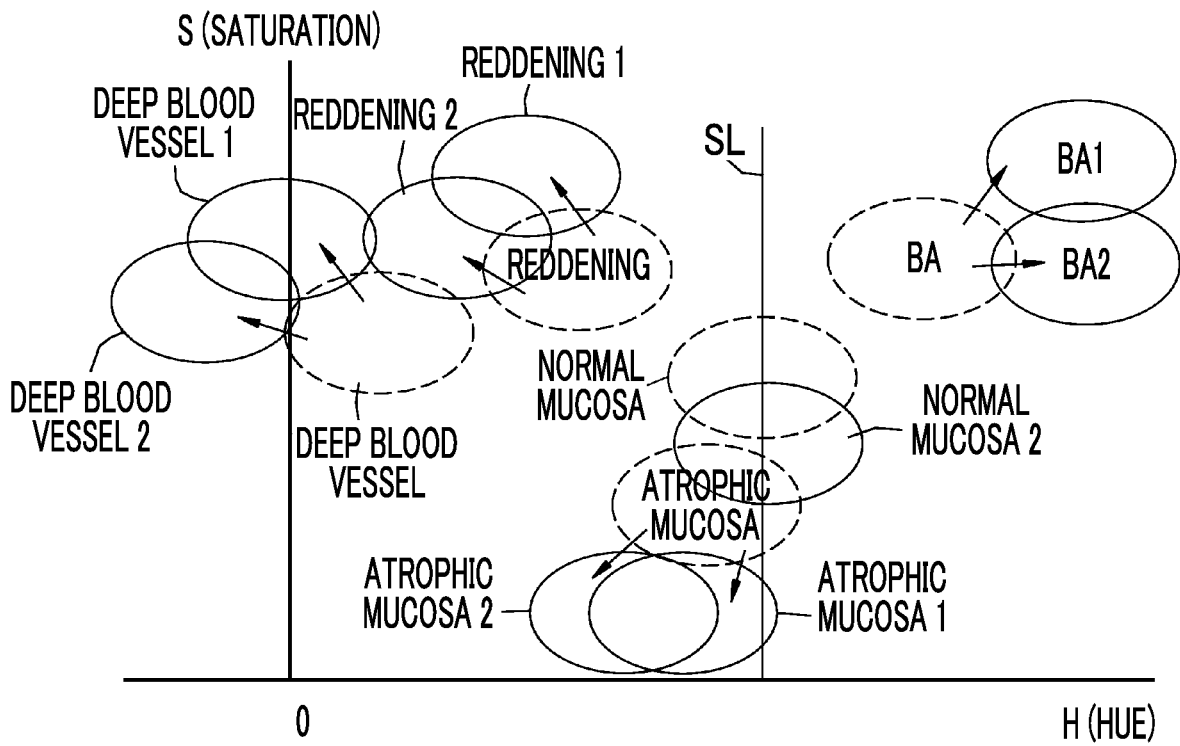 S (SATURATION)
REDDENING 1
DEEP BLOOD
VESSEL 1
REDDENING 2
SL
BA1
REDDENING
BA
BA2
NORMAL
MUCOSA
DEEP BLOOD
VESSEL 2
NORMAL
MUCOSA 2
DEEP BLOOD
VESSEL
ATROPHIC
MUCOSA
ATROPHIC
MUCOSA 2
ATROPHIC
MUCOSA 1
0
H (HUE)